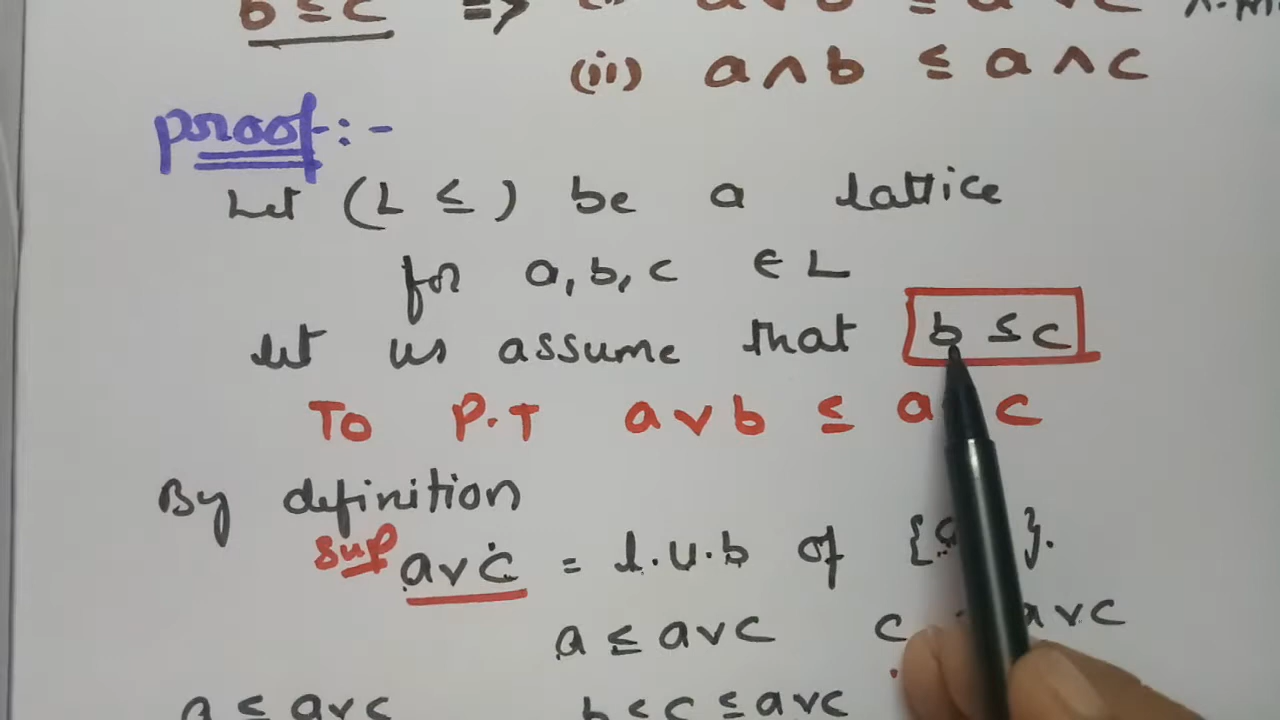 b ≤ c ⇒ (i) a ∨ b ≤ a ∨ c
(ii) a ∧ b ≤ a ∧ c
proof:-
Let (L ≤) be a lattice
for a, b, c ∈ L
let us assume that b ≤ c
To P.T a ∨ b ≤ a c
By definition
sup a ∨ c = l.u.b of { }.
a ≤ a ∨ c c a ∨ c
a ≤ a ∨ c b ≤ c ≤ a ∨ c